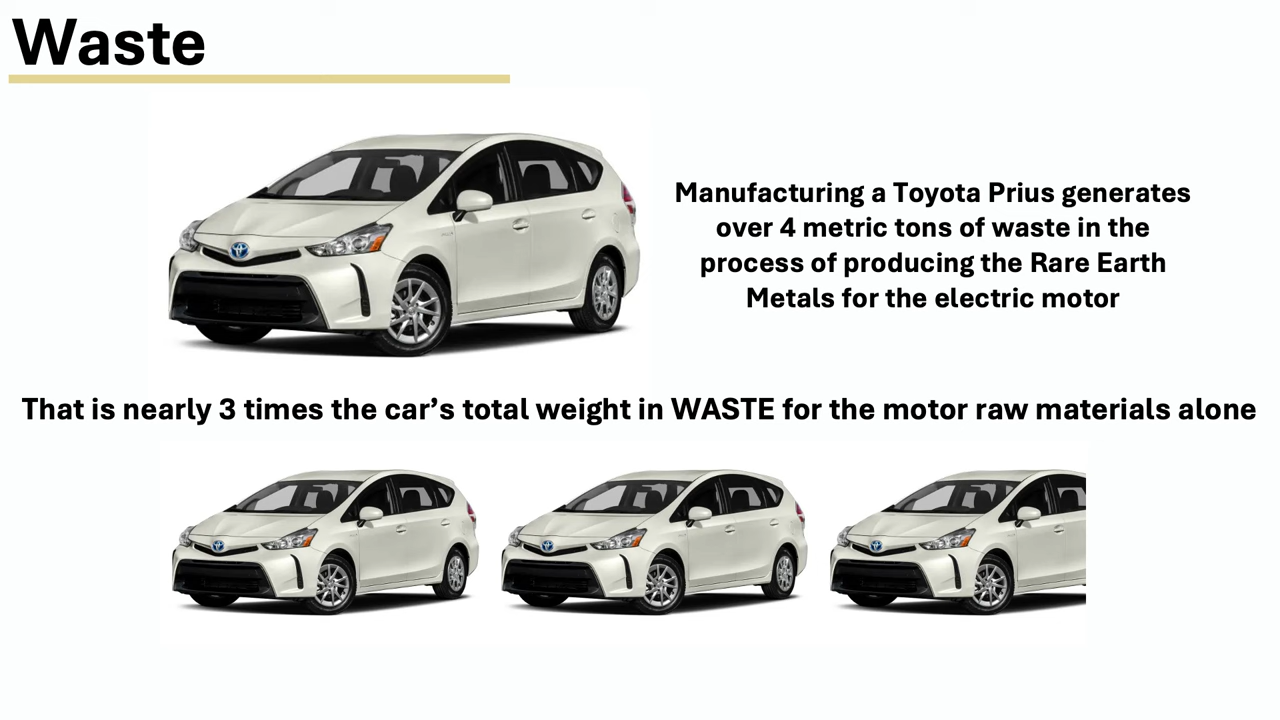 Waste
Manufacturing a Toyota Prius generates
over 4 metric tons of waste in the
process of producing the Rare Earth
Metals for the electric motor
That is nearly 3 times the car’s total weight in WASTE for the motor raw materials alone